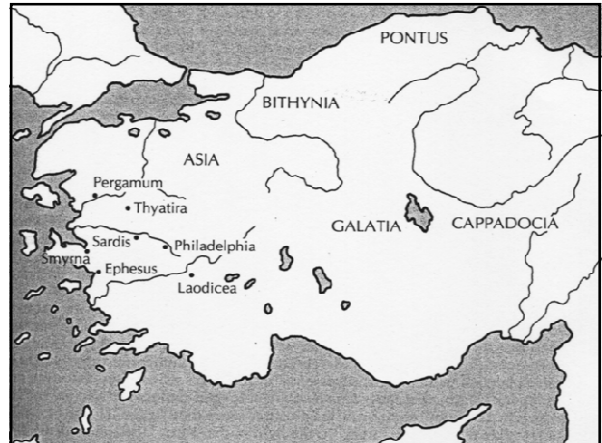 PONTUS
BITHYNIA
ASIA
Pergamum
Thyatira
GALATIA
CAPPADOCIA
Sardis
Philadelphia
Smyrna
Ephesus
Laodicea